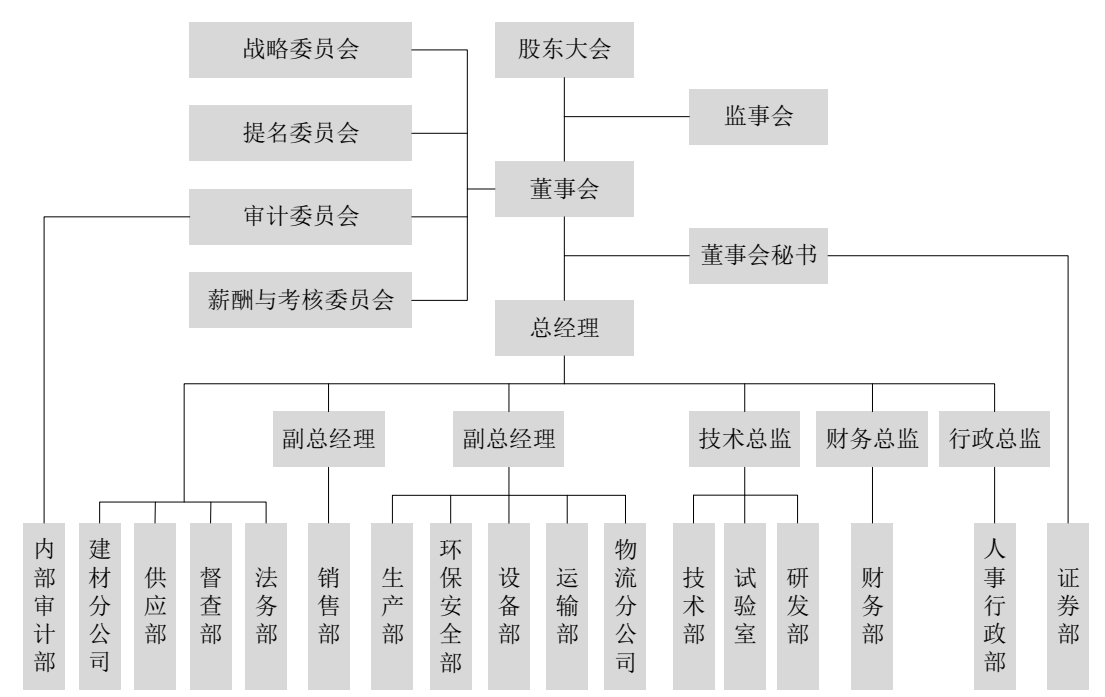 战略委员会
股东大会
监事会
提名委员会
董事会
审计委员会
董事会秘书
薪酬与考核委员会
总经理
副总经理
副总经理
技术总监
财务总监
行政总监
内部审计部
建材分公司
供应部
督查部
法务部
销售部
生产部
环保安全部
设备部
运输部
物流分公司
技术部
试验室
研发部
财务部
人事行政部
证券部